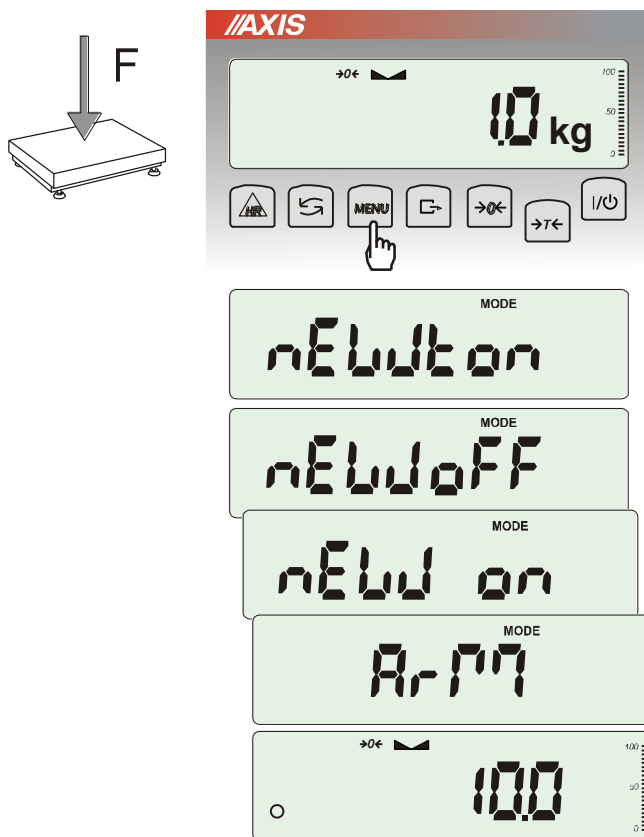 F
AXIS
→0←
100
50
0
1.0 kg
HR
MENU
→0←
→T←
I/⏻
MODE
nEWton
MODE
nEWoFF
MODE
nEW on
MODE
ArM
→0←
100
50
0
10.0